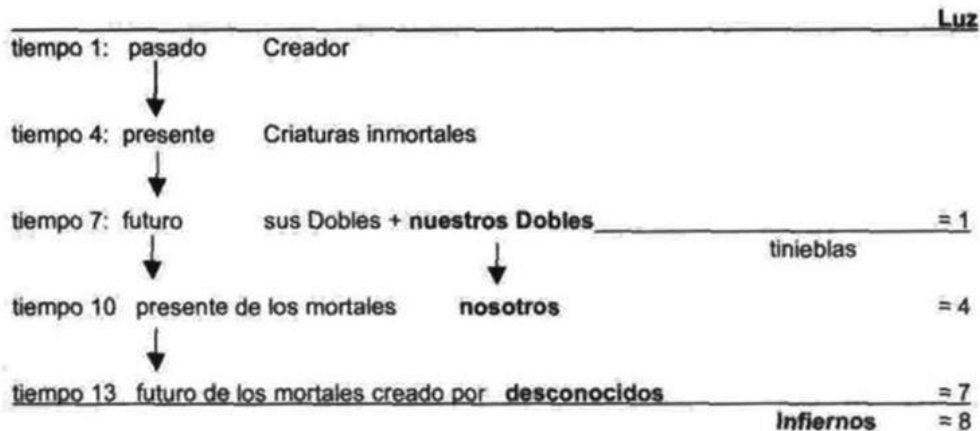 Luz
tiempo 1: pasado Creador
tiempo 4: presente Criaturas inmortales
tiempo 7: futuro sus Dobles + nuestros Dobles = 1
tinieblas
tiempo 10 presente de los mortales nosotros = 4
tiempo 13 futuro de los mortales creado por desconocidos = 7
Infiernos = 8